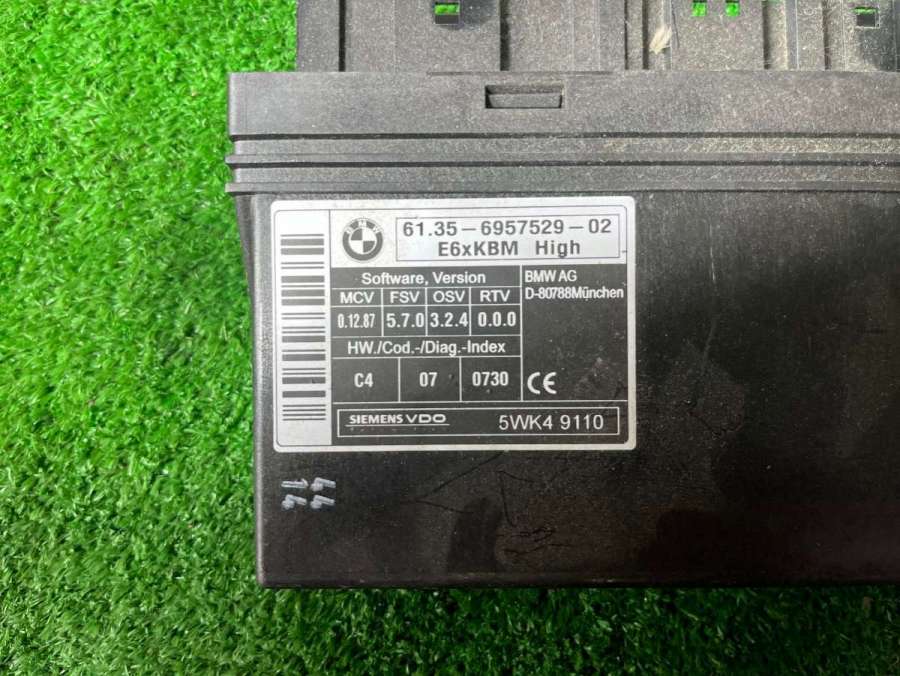 BMW
61.35-6957529-02
E6xKBM High
Software, Version
MCV FSV OSV RTV
0.12.87 5.7.0 3.2.4 0.0.0
HW./Cod.-/Diag.-Index
C4 07 0730
BMW AG
D-80788München
CE
SIEMENS VDO 5WK4 9110